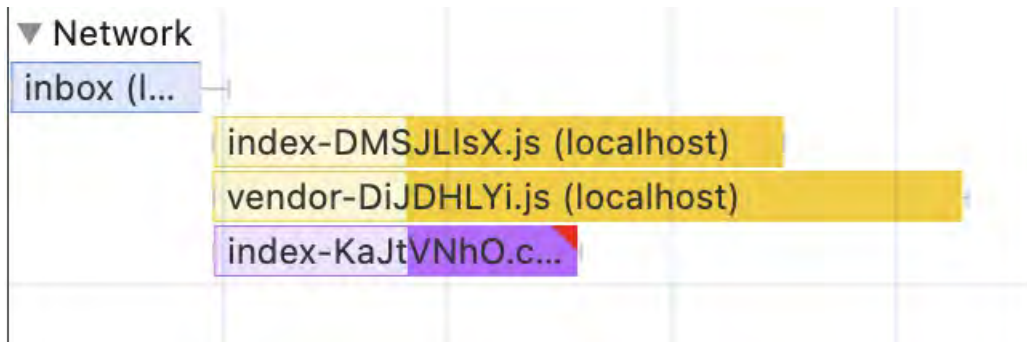 ▼ Network
inbox (l...
index-DMSJLlsX.js (localhost)
vendor-DiJDHLYi.js (localhost)
index-KaJtVNhO.c...